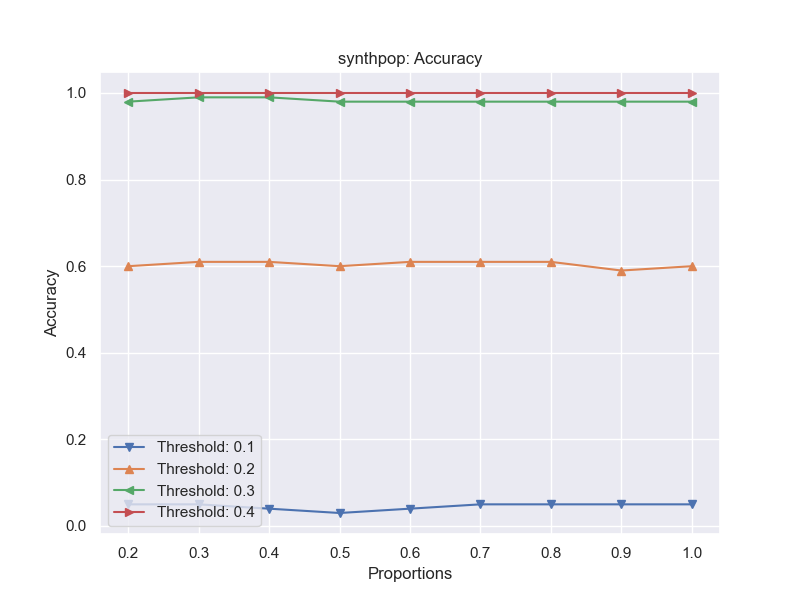 synthpop: Accuracy
Accuracy
1.0
0.8
0.6
0.4
0.2
0.0
Threshold: 0.1
Threshold: 0.2
Threshold: 0.3
Threshold: 0.4
0.2 0.3 0.4 0.5 0.6 0.7 0.8 0.9 1.0
Proportions